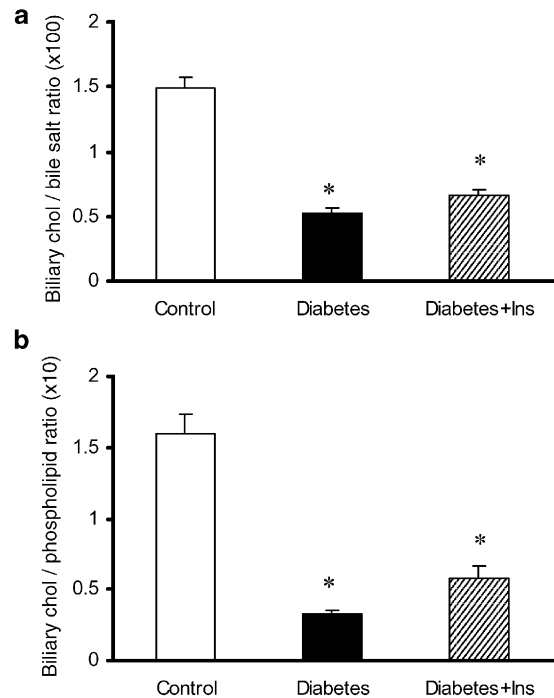 a
Biliary chol / bile salt ratio (x100)
2
1.5
1
0.5
0
*
*
Control
Diabetes
Diabetes+Ins
b
Biliary chol / phospholipid ratio (x10)
2
1.5
1
0.5
0
*
*
Control
Diabetes
Diabetes+Ins